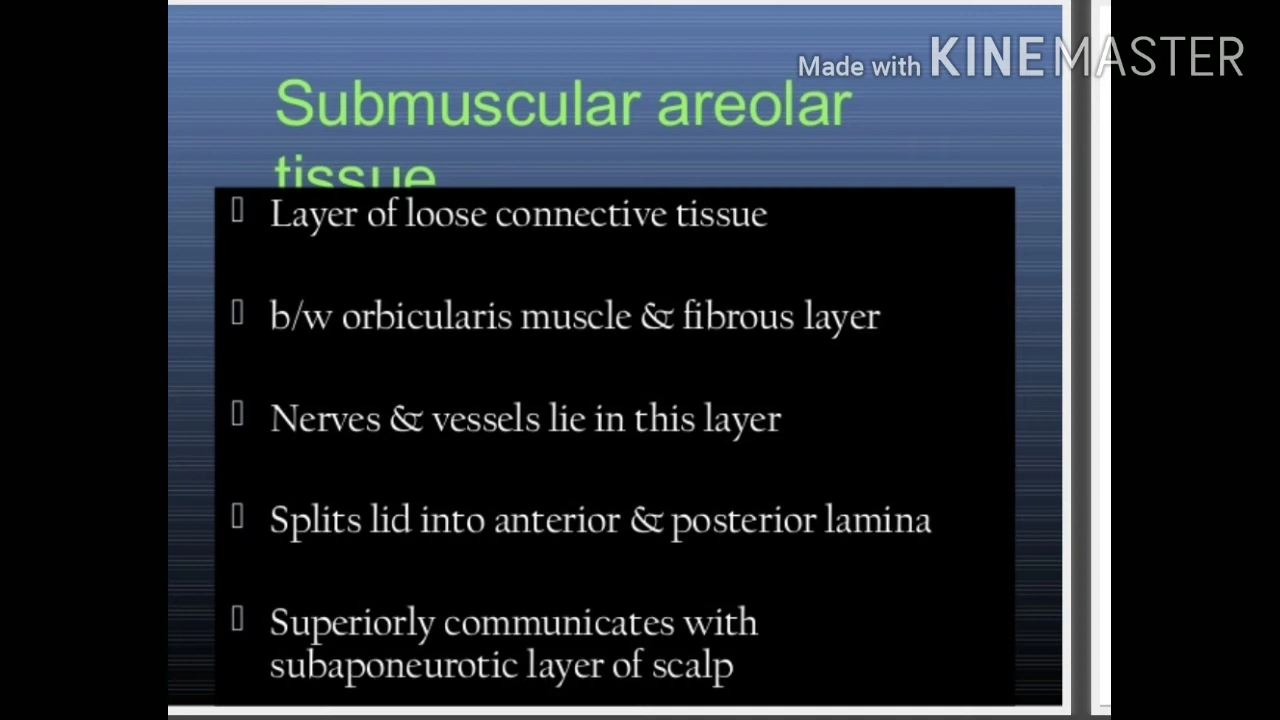 Made with KINEMASTER
Submuscular areolar
tissue
Layer of loose connective tissue
b/w orbicularis muscle & fibrous layer
Nerves & vessels lie in this layer
Splits lid into anterior & posterior lamina
Superiorly communicates with
subaponeurotic layer of scalp